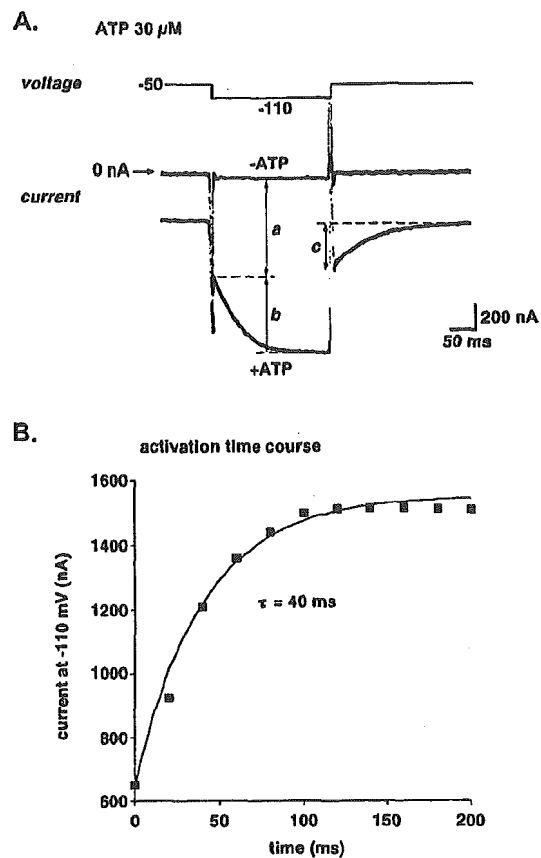 A.
ATP 30 µM
voltage
-50
-110
0 nA
-ATP
current
a
c
b
200 nA
50 ms
+ATP
B.
activation time course
1600
1400
1200
1000
800
600
current at -110 mV (nA)
τ = 40 ms
0 50 100 150 200
time (ms)